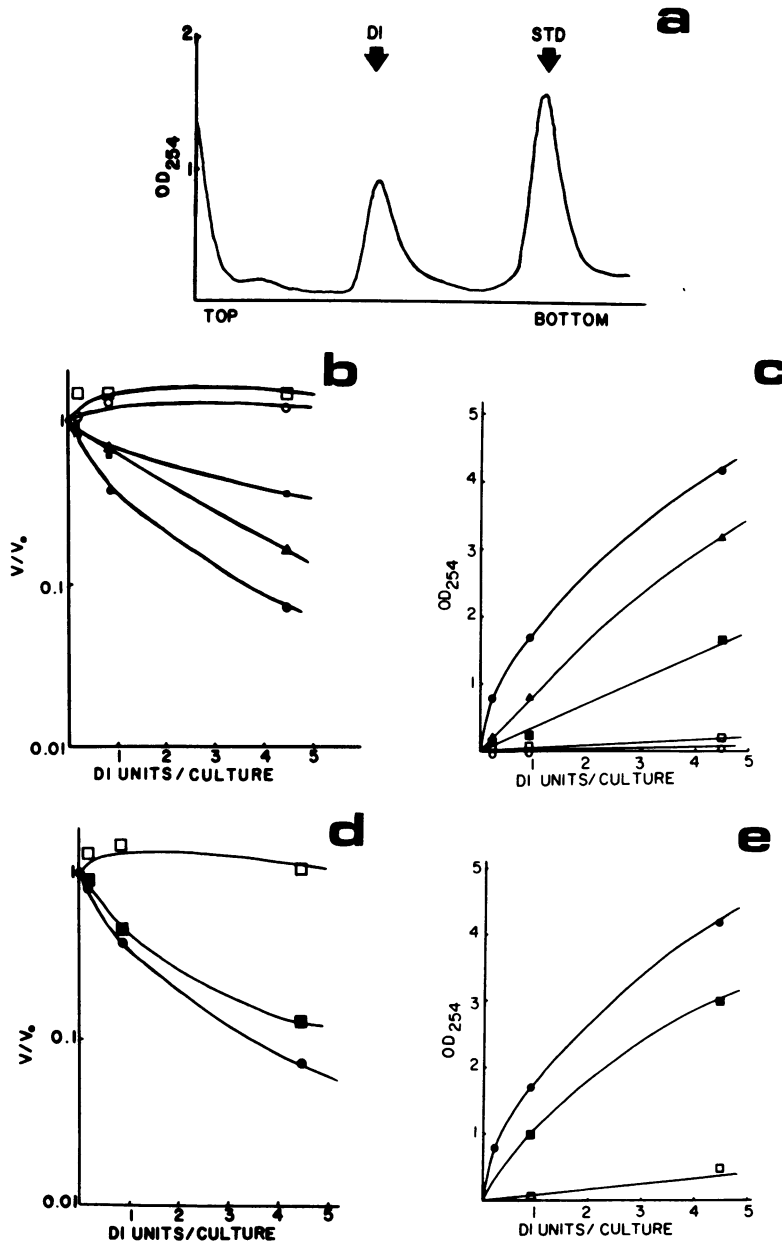 a
DI
STD
2
1
OD254
TOP
BOTTOM
b
1
0.1
0.01
V/V₀
1 2 3 4 5
DI UNITS/CULTURE
c
5
4
3
2
1
OD254
1 2 3 4 5
DI UNITS/CULTURE
d
1
0.1
0.01
V/V₀
1 2 3 4 5
DI UNITS/CULTURE
e
5
4
3
2
1
OD254
0 1 2 3 4 5
DI UNITS/CULTURE